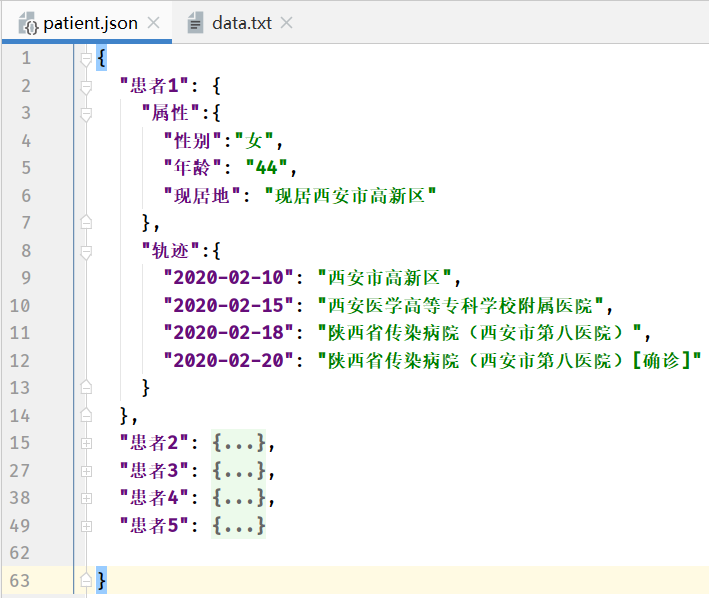 patient.json data.txt
1 {
2 "患者1": {
3 "属性":{
4 "性别":"女",
5 "年龄": "44",
6 "现居地": "现居西安市高新区"
7 },
8 "轨迹":{
9 "2020-02-10": "西安市高新区",
10 "2020-02-15": "西安医学高等专科学校附属医院",
11 "2020-02-18": "陕西省传染病院（西安市第八医院）",
12 "2020-02-20": "陕西省传染病院（西安市第八医院）[确诊]"
13 }
14 },
15 "患者2": {...},
27 "患者3": {...},
38 "患者4": {...},
49 "患者5": {...}
62
63 }